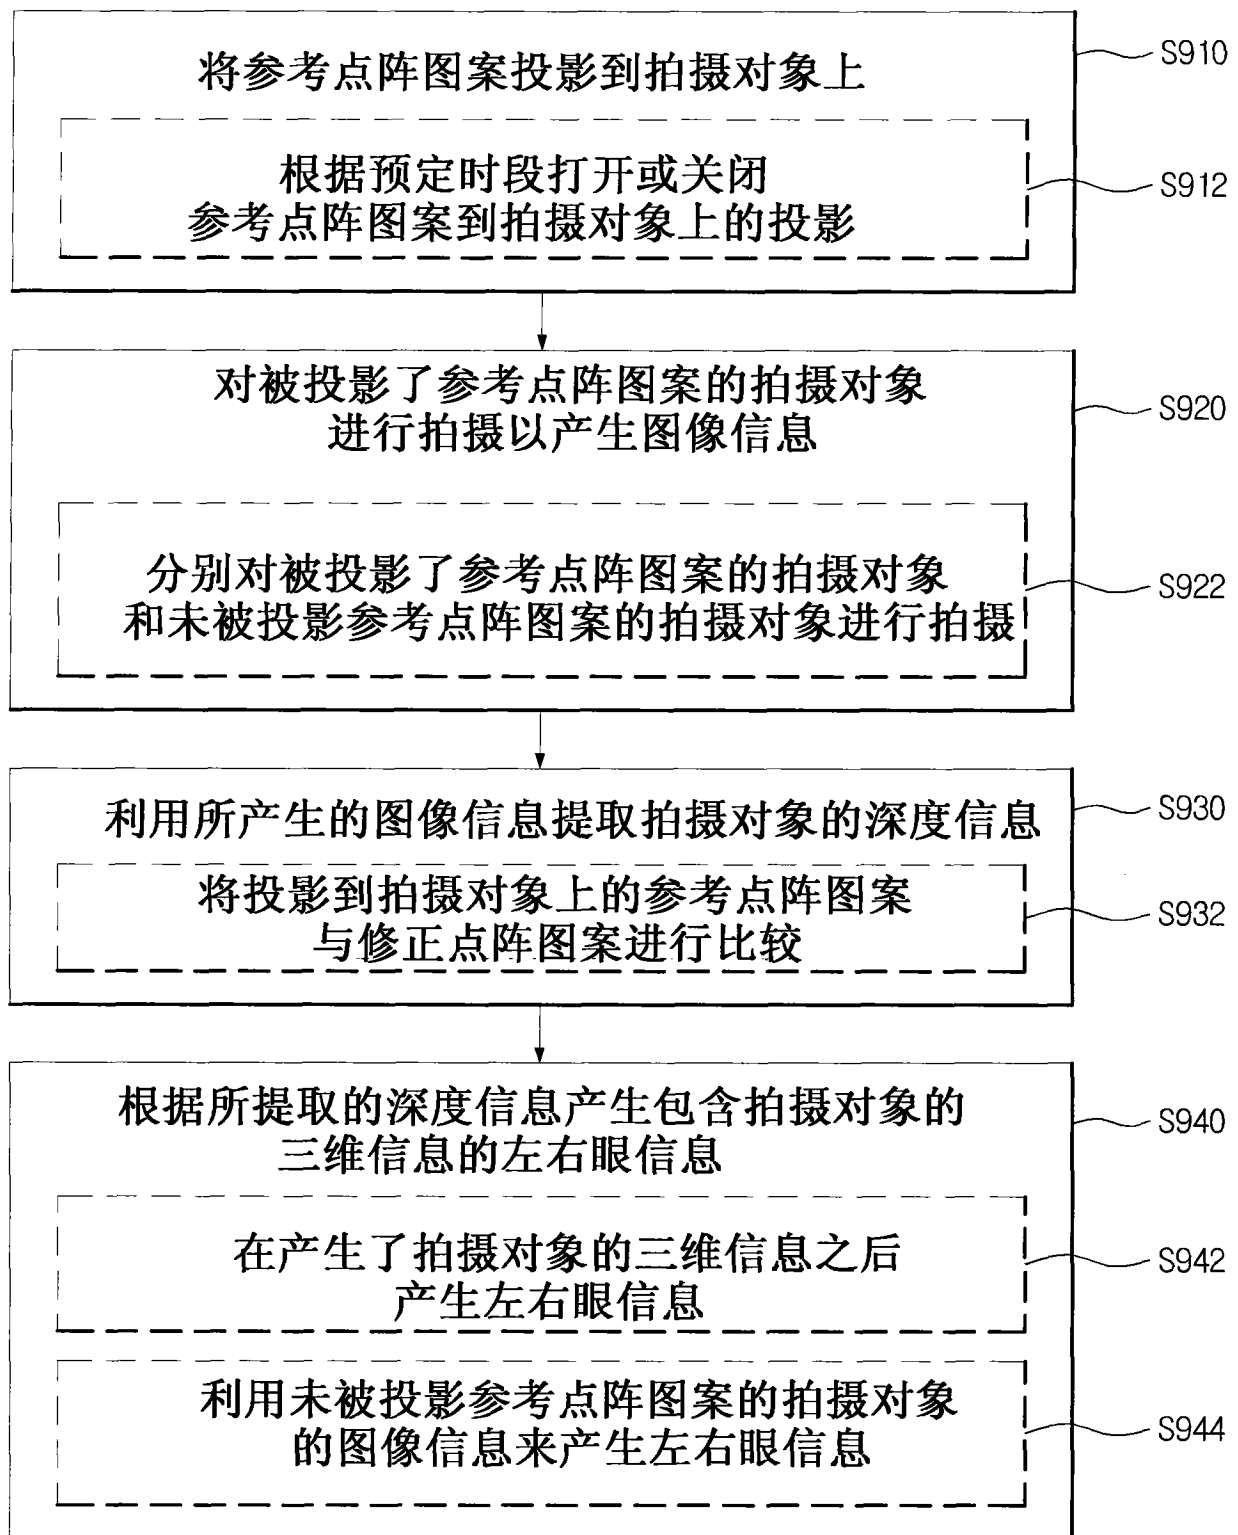 将参考点阵图案投影到拍摄对象上
S910
根据预定时段打开或关闭
参考点阵图案到拍摄对象上的投影
S912
对被投影了参考点阵图案的拍摄对象
进行拍摄以产生图像信息
S920
分别对被投影了参考点阵图案的拍摄对象
和未被投影参考点阵图案的拍摄对象进行拍摄
S922
利用所产生的图像信息提取拍摄对象的深度信息
S930
将投影到拍摄对象上的参考点阵图案
与修正点阵图案进行比较
S932
根据所提取的深度信息产生包含拍摄对象的
三维信息的左右眼信息
S940
在产生了拍摄对象的三维信息之后
产生左右眼信息
S942
利用未被投影参考点阵图案的拍摄对象
的图像信息来产生左右眼信息
S944